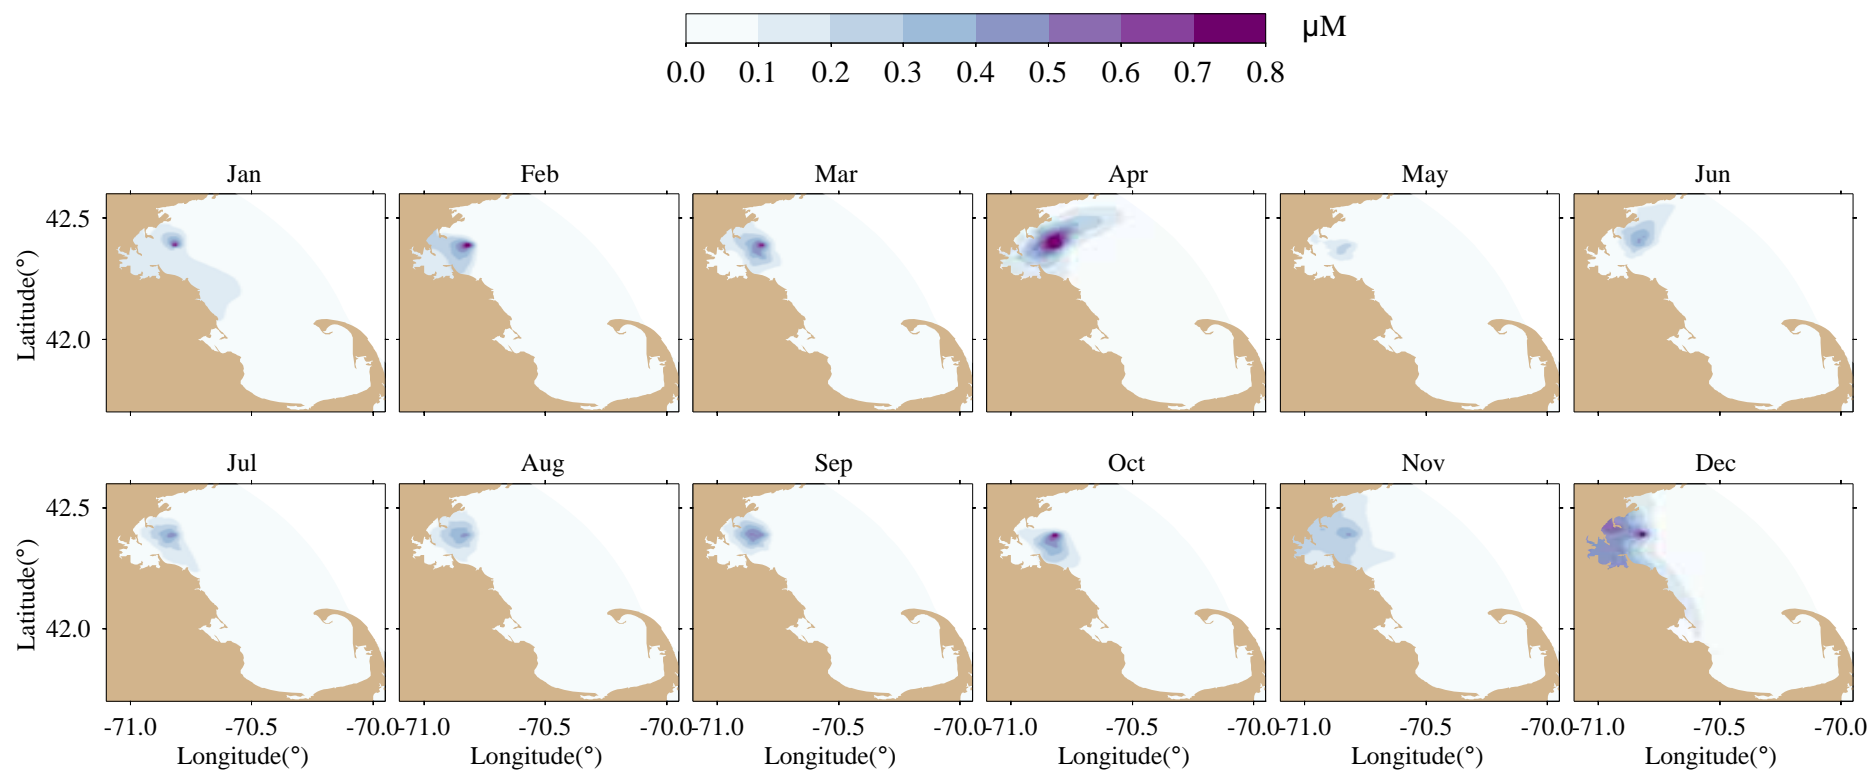 μM
0.0 0.1 0.2 0.3 0.4 0.5 0.6 0.7 0.8
Jan Feb Mar Apr May Jun
42.5
42.0
Latitude(°)
Jul Aug Sep Oct Nov Dec
42.5
42.0
Latitude(°)
-71.0 -70.5 -70.0 -71.0 -70.5 -70.0 -71.0 -70.5 -70.0 -71.0 -70.5 -70.0 -71.0 -70.5 -70.0 -71.0 -70.5 -70.0
Longitude(°) Longitude(°) Longitude(°) Longitude(°) Longitude(°) Longitude(°)